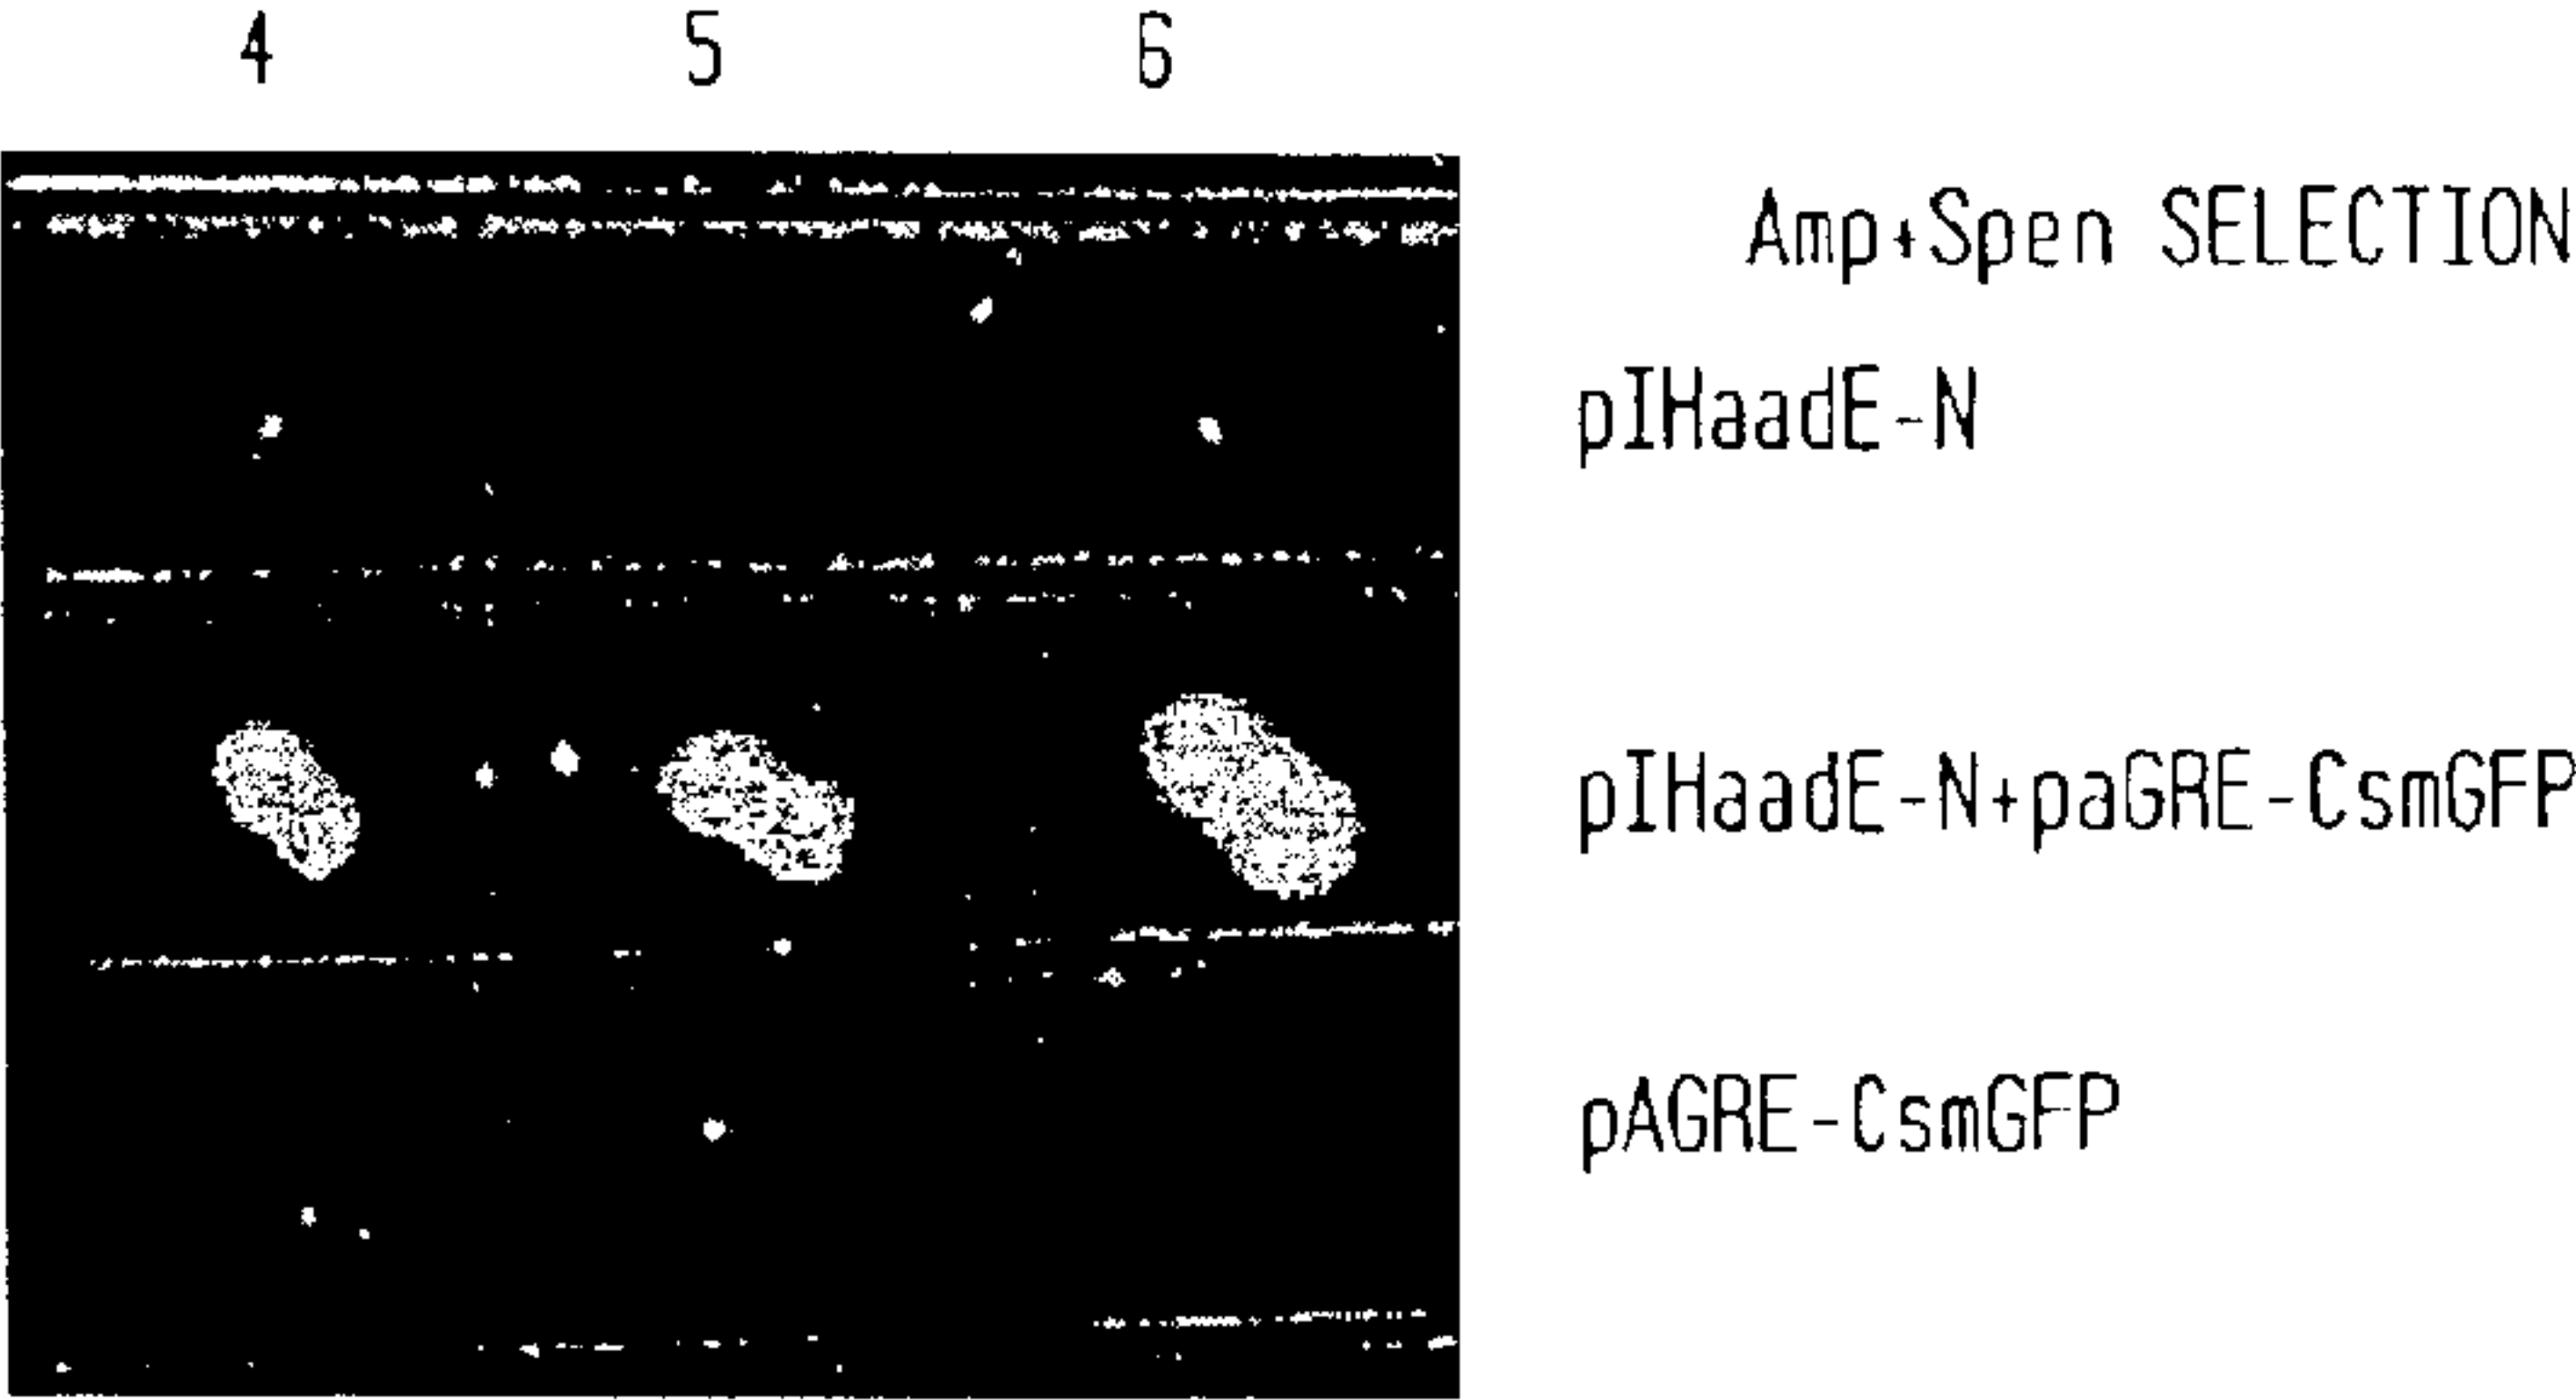 4 5 6
Amp+Spen SELECTION
pIHaadE-N
pIHaadE-N+paGRE-CsmGFP
pAGRE-CsmGFP